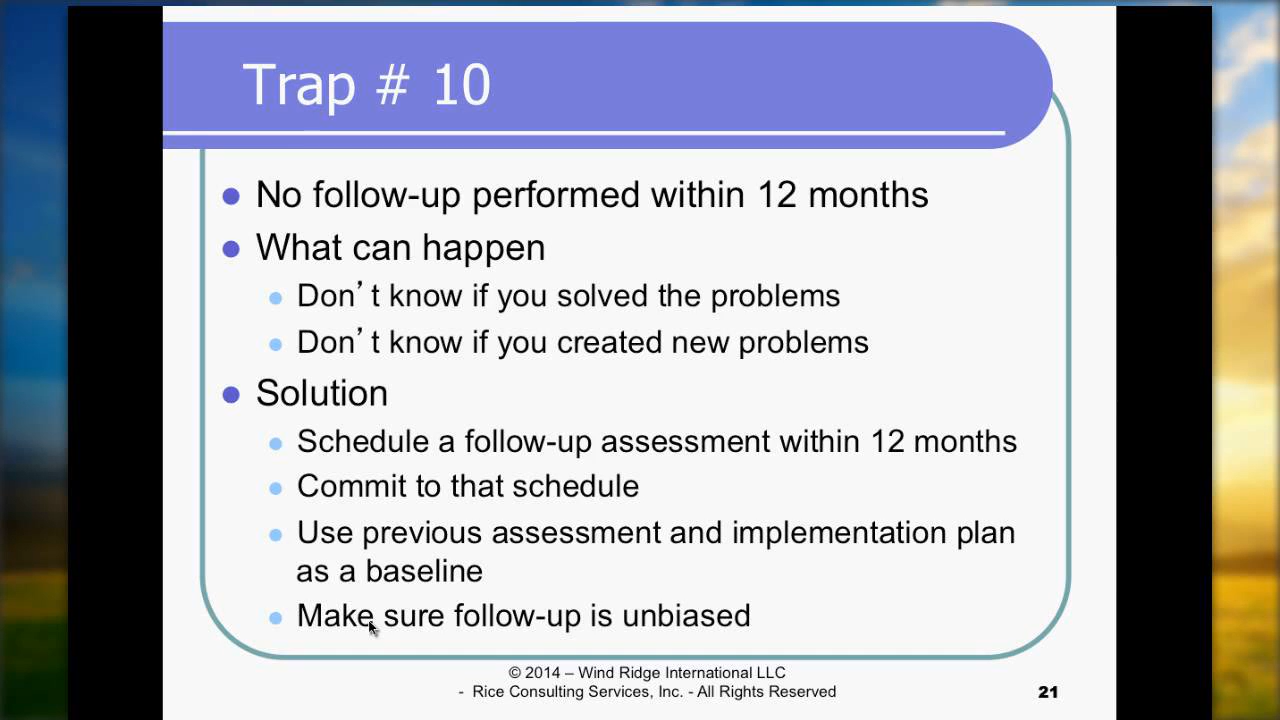 Trap # 10
No follow-up performed within 12 months
What can happen
Don’t know if you solved the problems
Don’t know if you created new problems
Solution
Schedule a follow-up assessment within 12 months
Commit to that schedule
Use previous assessment and implementation plan
as a baseline
Make sure follow-up is unbiased
© 2014 – Wind Ridge International LLC
- Rice Consulting Services, Inc. - All Rights Reserved
21